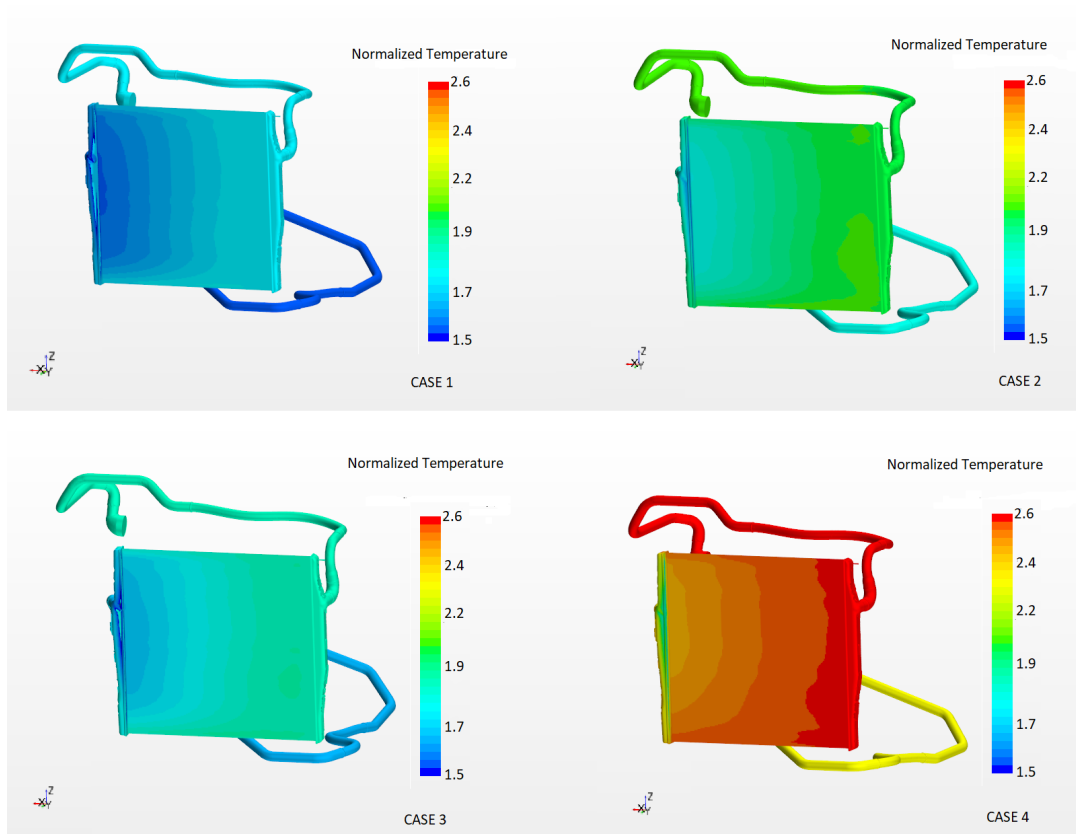 Normalized Temperature
2.6
2.4
2.2
1.9
1.7
1.5
Z
X
Y
CASE 1
Normalized Temperature
2.6
2.4
2.2
1.9
1.7
1.5
Z
X
Y
CASE 2
Normalized Temperature
2.6
2.4
2.2
1.9
1.7
1.5
Z
X
Y
CASE 3
Normalized Temperature
2.6
2.4
2.2
1.9
1.7
1.5
Z
X
Y
CASE 4